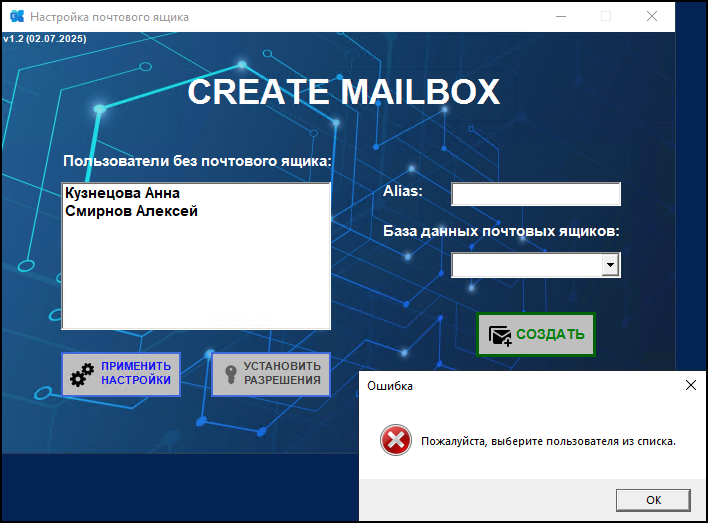 Настройка почтового ящика
v1.2 (02.07.2025)
CREATE MAILBOX
Пользователи без почтового ящика:
Кузнецова Анна
Смирнов Алексей
Alias:
База данных почтовых ящиков:
СОЗДАТЬ
ПРИМЕНИТЬ
НАСТРОЙКИ
УСТАНОВИТЬ
РАЗРЕШЕНИЯ
Ошибка
Пожалуйста, выберите пользователя из списка.
ОК